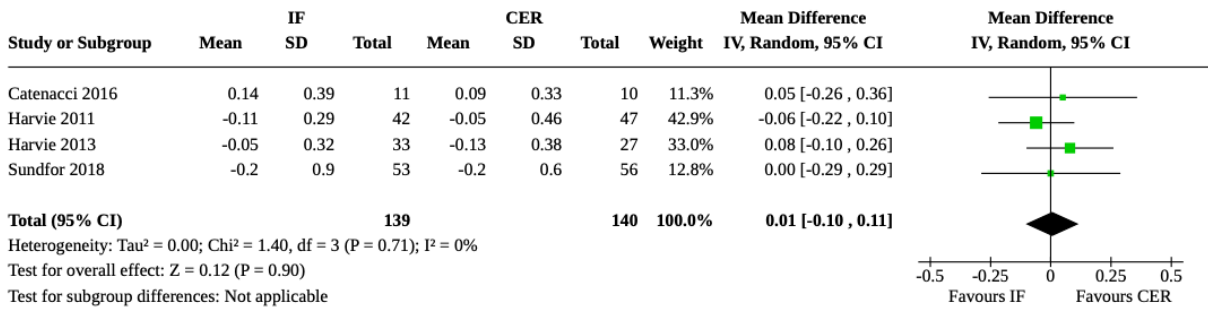 IF CER Mean Difference Mean Difference
Study or Subgroup Mean SD Total Mean SD Total Weight IV, Random, 95% CI IV, Random, 95% CI
Catenacci 2016 0.14 0.39 11 0.09 0.33 10 11.3% 0.05 [-0.26 , 0.36]
Harvie 2011 -0.11 0.29 42 -0.05 0.46 47 42.9% -0.06 [-0.22 , 0.10]
Harvie 2013 -0.05 0.32 33 -0.13 0.38 27 33.0% 0.08 [-0.10 , 0.26]
Sundfor 2018 -0.2 0.9 53 -0.2 0.6 56 12.8% 0.00 [-0.29 , 0.29]
Total (95% CI) 139 140 100.0% 0.01 [-0.10 , 0.11]
Heterogeneity: Tau² = 0.00; Chi² = 1.40, df = 3 (P = 0.71); I² = 0%
Test for overall effect: Z = 0.12 (P = 0.90)
Test for subgroup differences: Not applicable
-0.5 -0.25 0 0.25 0.5
Favours IF Favours CER